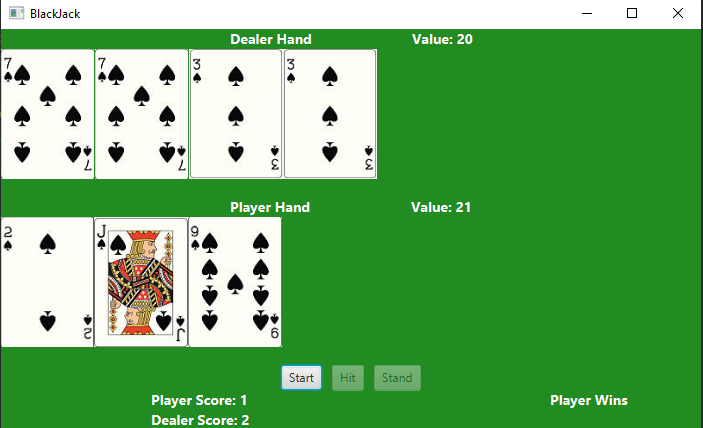 BlackJack
Dealer Hand Value: 20
7 7 3 3
7 7 3 3
Player Hand Value: 21
2 J 9
2 J 9
Start Hit Stand
Player Score: 1 Player Wins
Dealer Score: 2